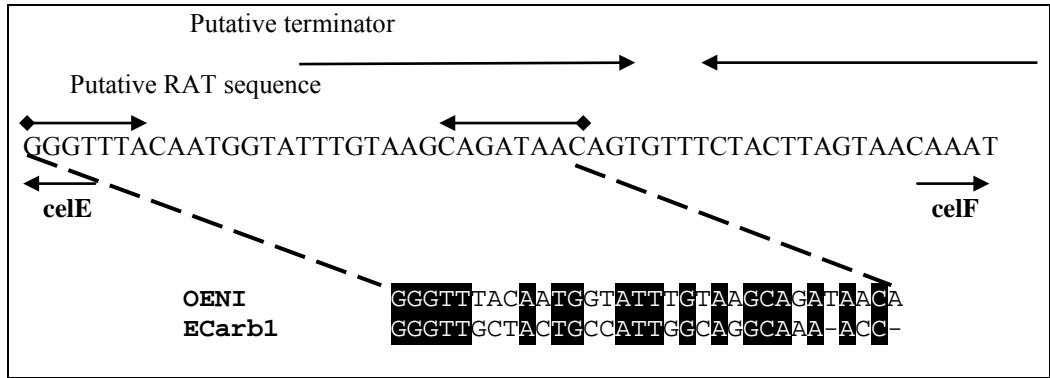 Putative terminator
Putative RAT sequence
GGGTTTACAATGGTATTTGTAAGCAGATAACAGTGTTTCTACTTAGTAACAAAT
celE celF
OENI GGGTTTACAATGGTATTTGTAAGCAGATAACA
ECarb1 GGGTTGCTACTGCCATTGGCAGGCAAA-ACC-